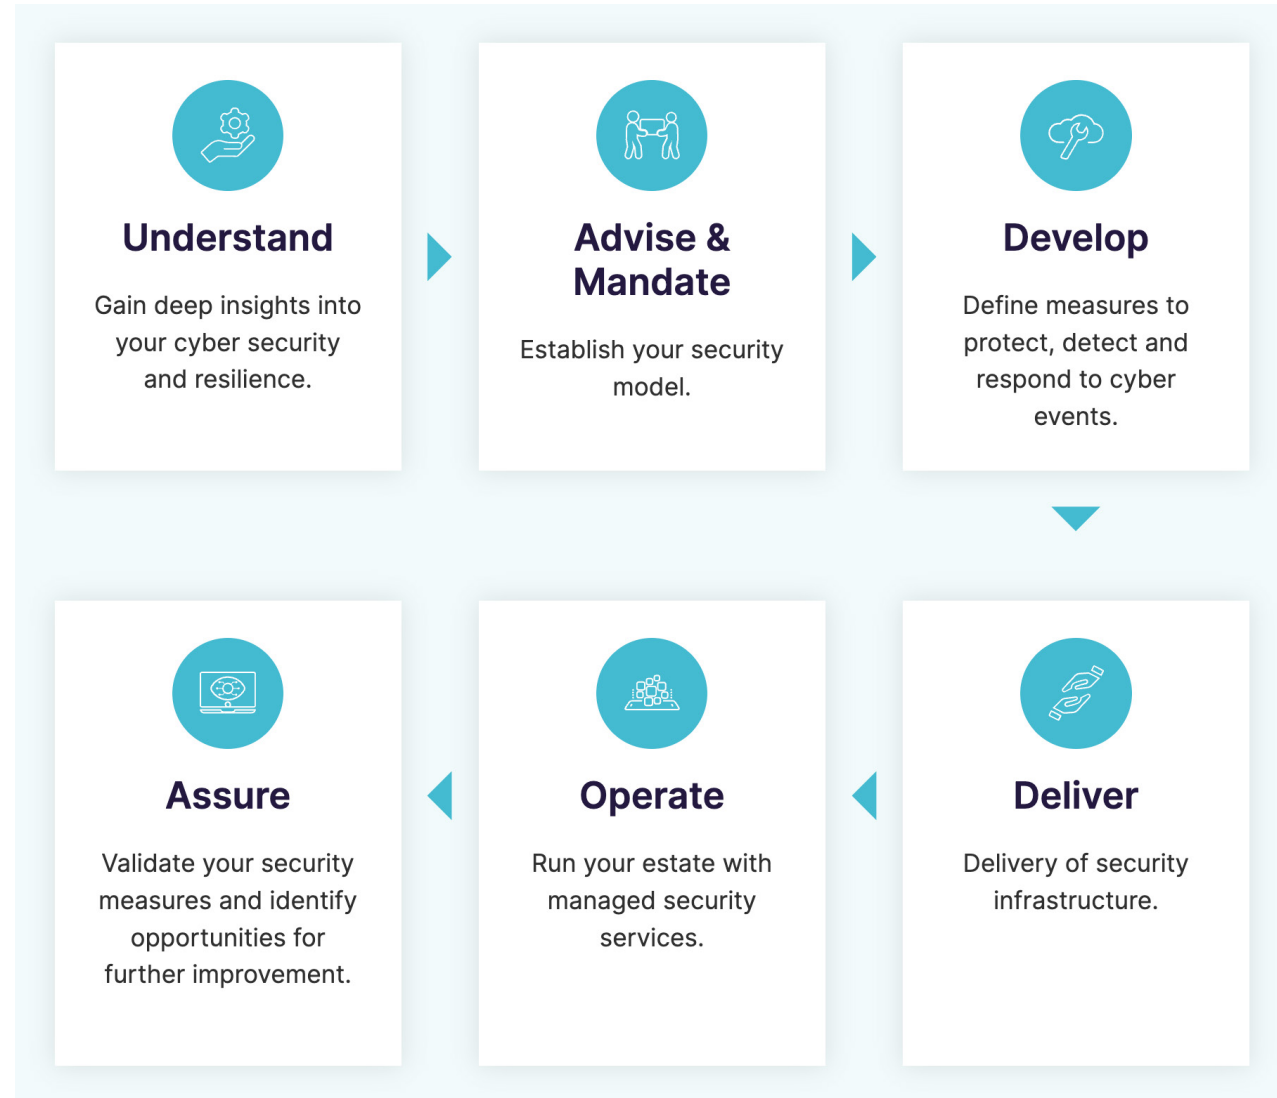 Understand
Gain deep insights into
your cyber security
and resilience.
Advise &
Mandate
Establish your security
model.
Develop
Define measures to
protect, detect and
respond to cyber
events.
Deliver
Delivery of security
infrastructure.
Operate
Run your estate with
managed security
services.
Assure
Validate your security
measures and identify
opportunities for
further improvement.